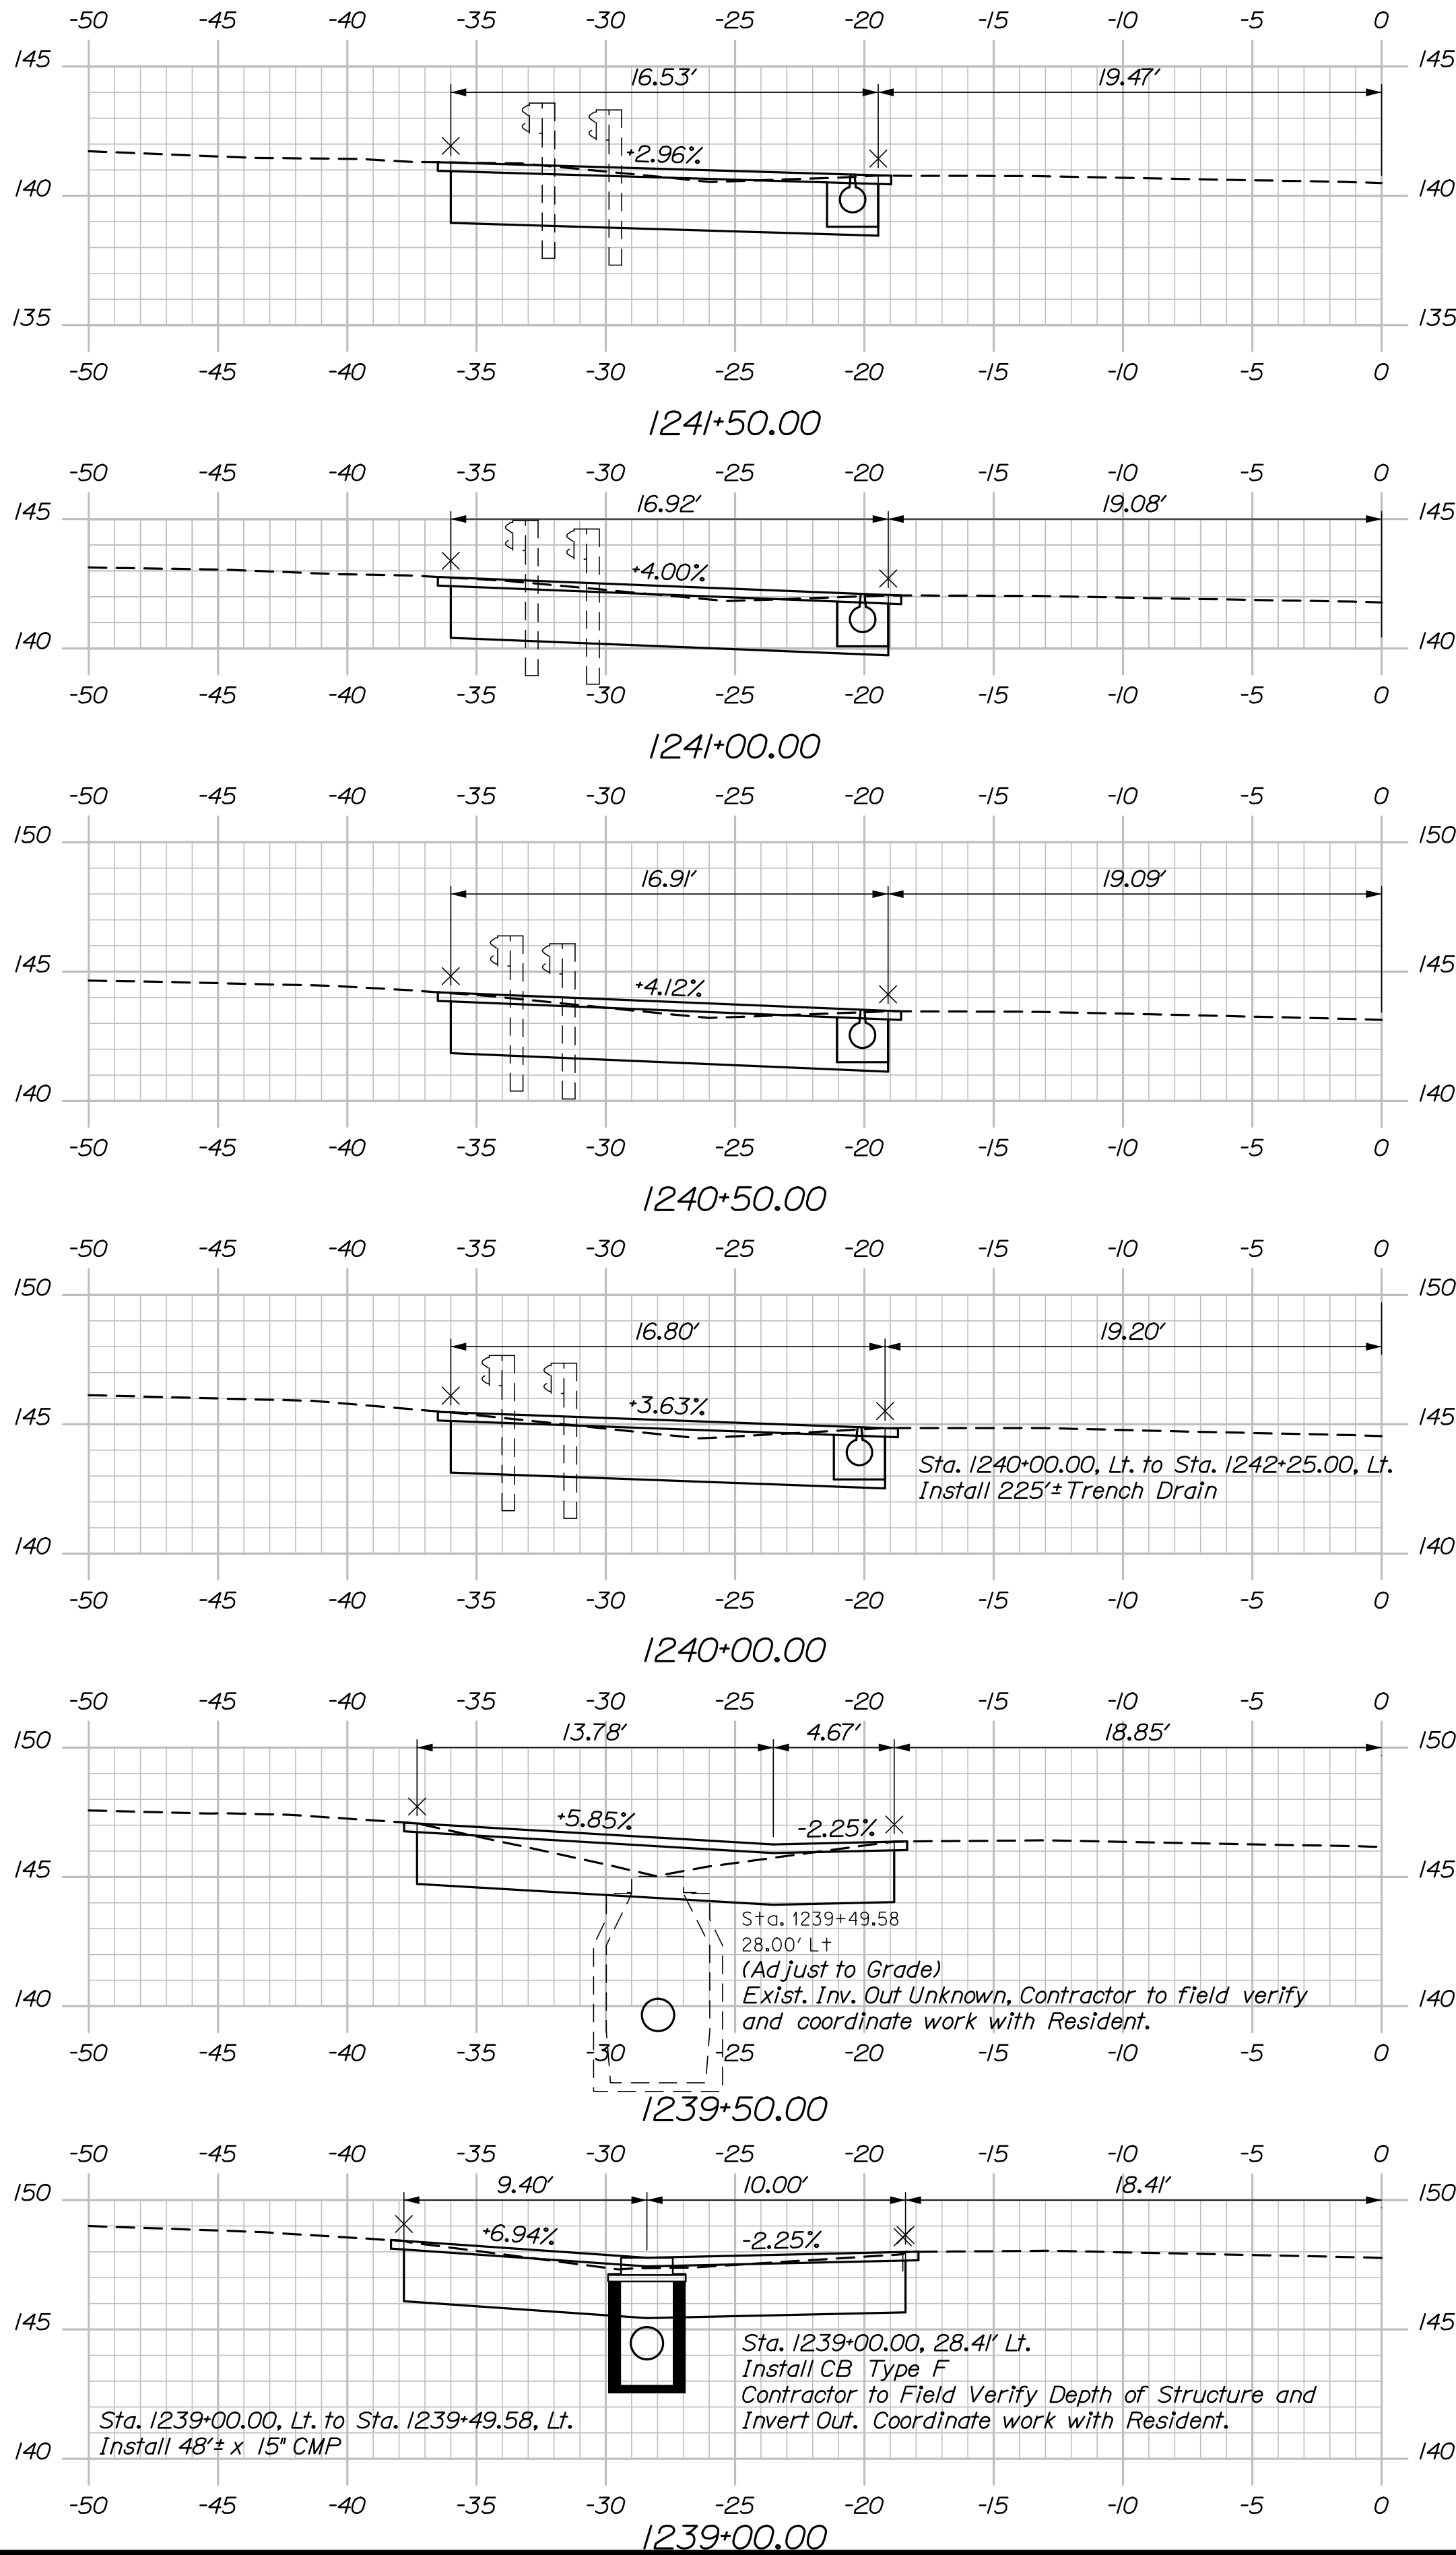 -50 -45 -40 -35 -30 -25 -20 -15 -10 -5 0
145 145
16.53' 19.47'
+2.96%
140 140
135 135
-50 -45 -40 -35 -30 -25 -20 -15 -10 -5 0
1241+50.00
-50 -45 -40 -35 -30 -25 -20 -15 -10 -5 0
145 16.92' 19.08' 145
+4.00%
140 140
-50 -45 -40 -35 -30 -25 -20 -15 -10 -5 0
1241+00.00
-50 -45 -40 -35 -30 -25 -20 -15 -10 -5 0
150 150
16.91' 19.09'
145 145
+4.12%
140 140
-50 -45 -40 -35 -30 -25 -20 -15 -10 -5 0
1240+50.00
-50 -45 -40 -35 -30 -25 -20 -15 -10 -5 0
150 150
16.80' 19.20'
+3.63%
145 145
Sta. 1240+00.00, Lt. to Sta. 1242+25.00, Lt.
Install 225'± Trench Drain
140 140
-50 -45 -40 -35 -30 -25 -20 -15 -10 -5 0
1240+00.00
-50 -45 -40 -35 -30 -25 -20 -15 -10 -5 0
150 13.78' 4.67' 18.85' 150
+5.85% -2.25%
145 145
Sta. 1239+49.58
28.00' Lt
(Adjust to Grade)
140 Exist. Inv. Out Unknown, Contractor to field verify 140
and coordinate work with Resident.
-50 -45 -40 -35 -30 -25 -20 -15 -10 -5 0
1239+50.00
-50 -45 -40 -35 -30 -25 -20 -15 -10 -5 0
150 9.40' 10.00' 18.41' 150
+6.94% -2.25%
145 145
Sta. 1239+00.00, 28.41' Lt.
Install CB Type F
Contractor to Field Verify Depth of Structure and
Invert Out. Coordinate work with Resident.
Sta. 1239+00.00, Lt. to Sta. 1239+49.58, Lt.
Install 48'± x 15" CMP
140 140
-50 -45 -40 -35 -30 -25 -20 -15 -10 -5 0
1239+00.00